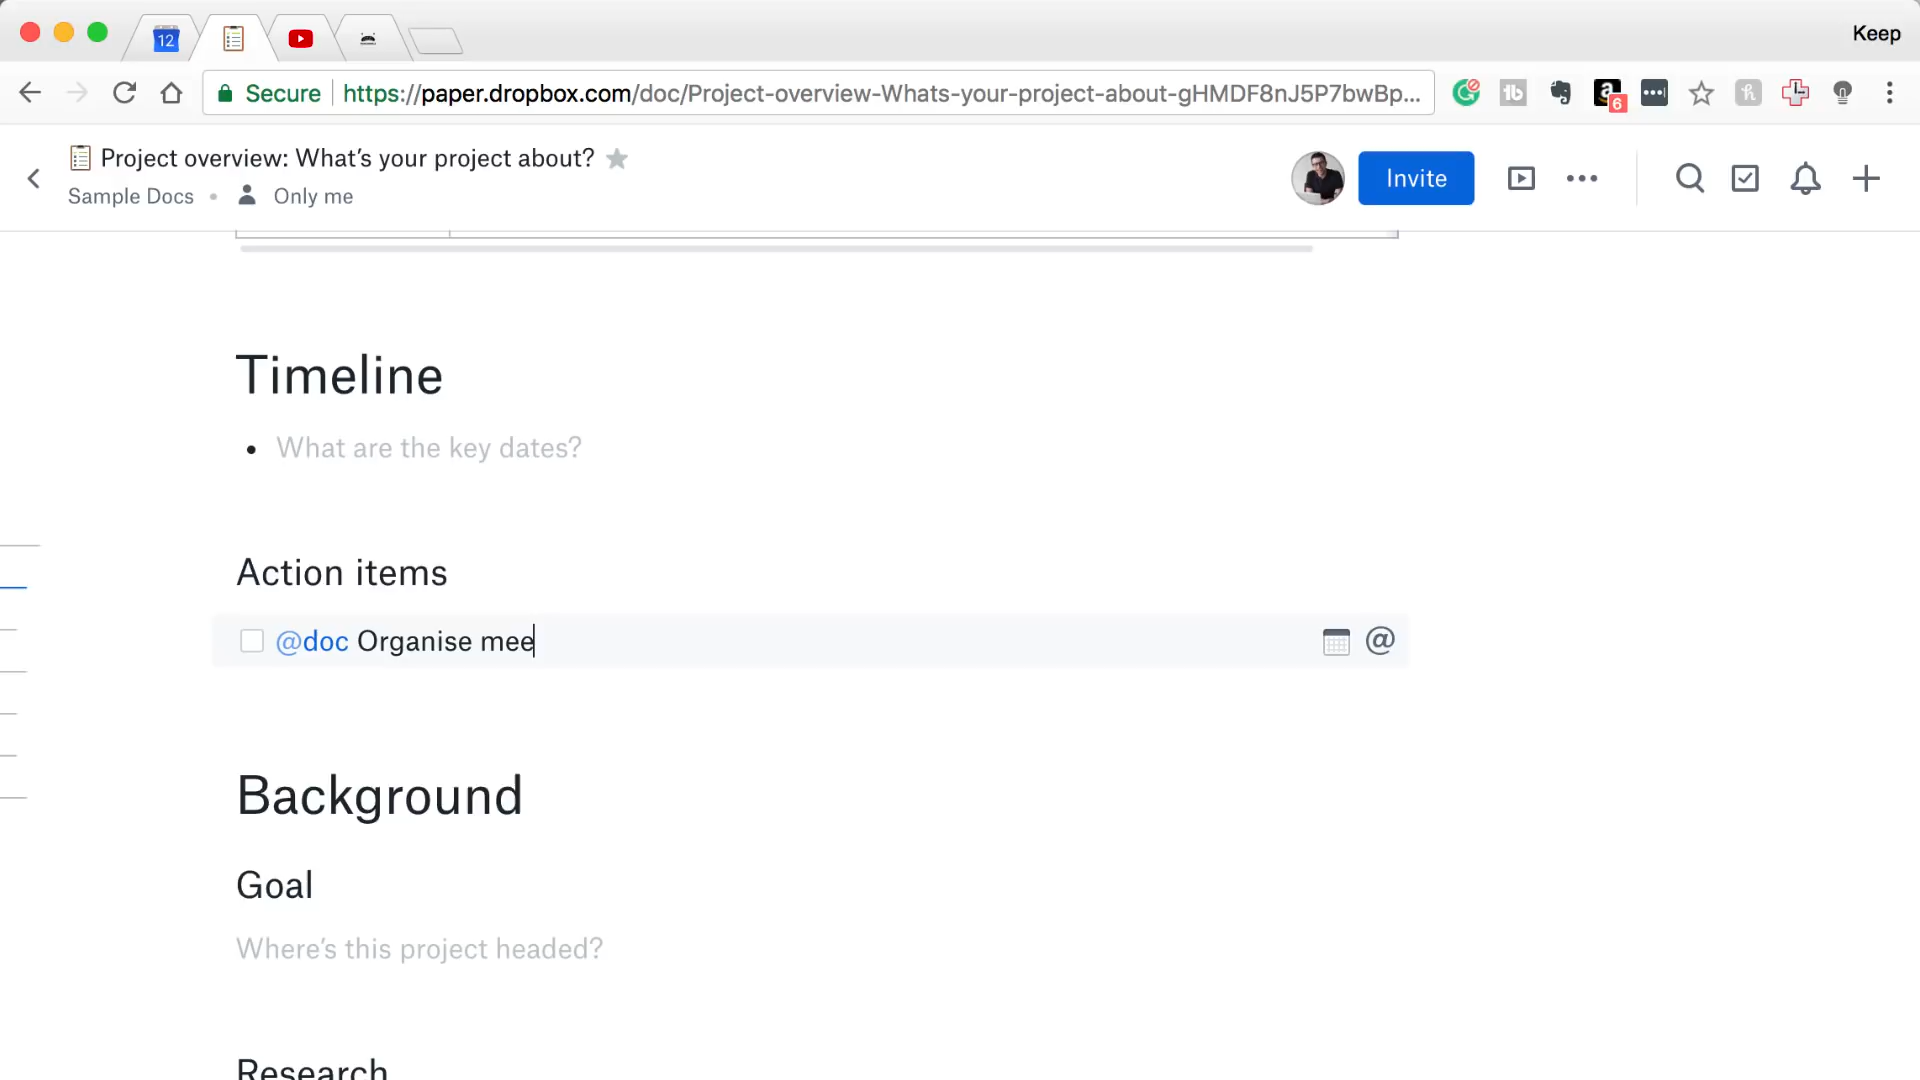 12
Keep
Secure
https://paper.dropbox.com/doc/Project-overview-Whats-your-project-about-gHMDF8nJ5P7bwBp...
6
Project overview: What's your project about?
Sample Docs • Only me
Invite
Timeline
• What are the key dates?
Action items
@doc Organise mee
@
Background
Goal
Where's this project headed?
Research